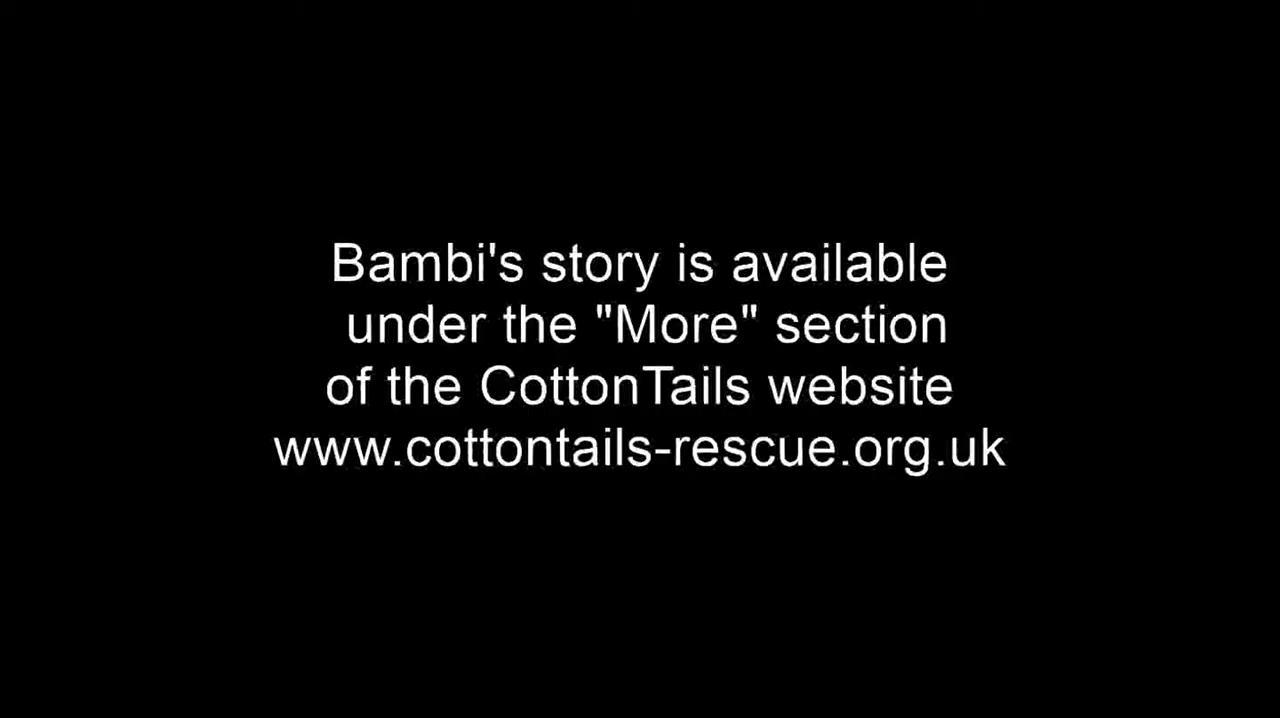 Bambi's story is available
under the "More" section
of the CottonTails website
www.cottontails-rescue.org.uk